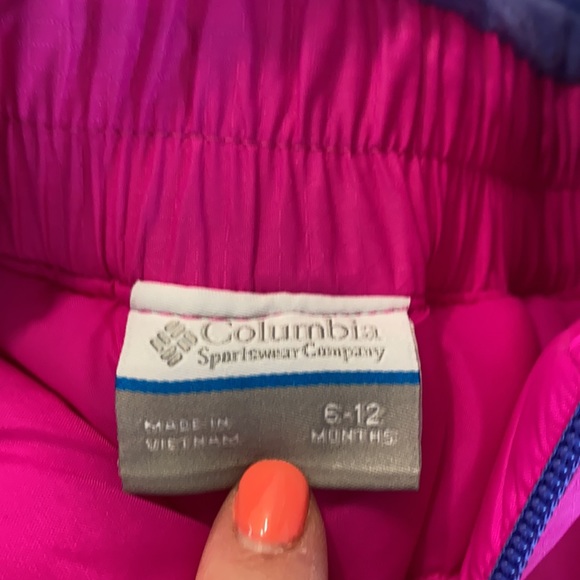 Columbia
Sportswear Company
MADE IN
VIETNAM
6-12
MONTHS